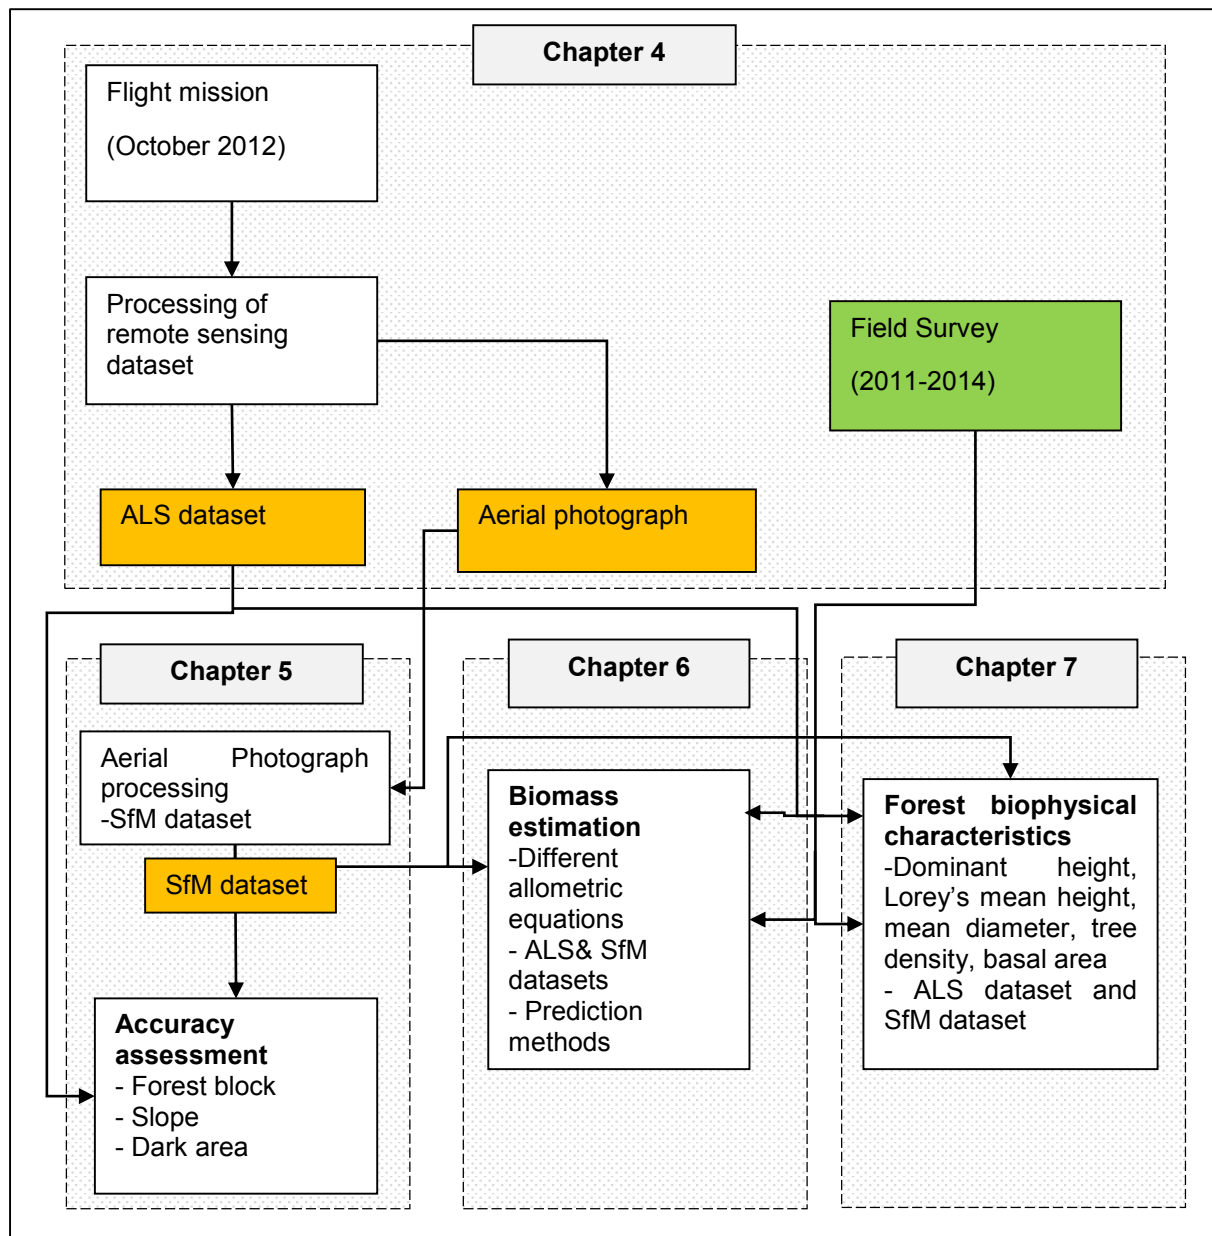 Chapter 4
Flight mission
(October 2012)
Processing of
remote sensing
dataset
Field Survey
(2011-2014)
ALS dataset
Aerial photograph
Chapter 5
Aerial Photograph
processing
-SfM dataset
SfM dataset
Accuracy
assessment
- Forest block
- Slope
- Dark area
Chapter 6
Biomass
estimation
-Different
allometric
equations
- ALS& SfM
datasets
- Prediction
methods
Chapter 7
Forest biophysical
characteristics
-Dominant height,
Lorey’s mean height,
mean diameter, tree
density, basal area
- ALS dataset and
SfM dataset